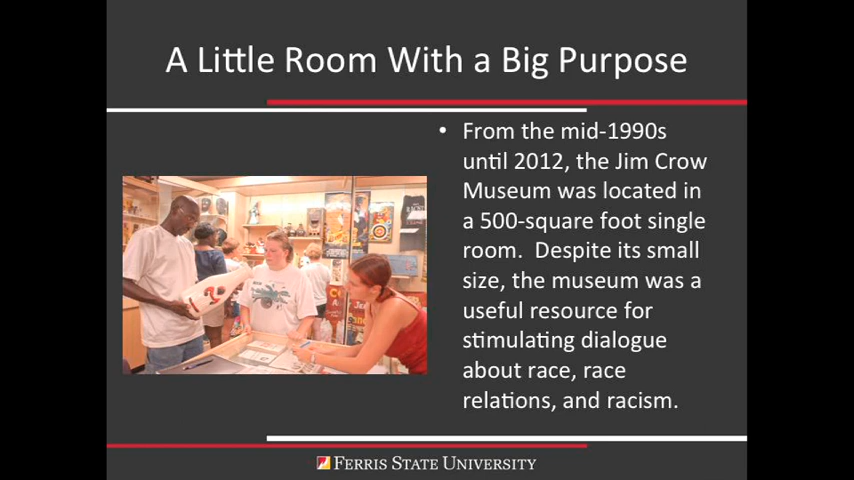 A Little Room With a Big Purpose
• From the mid-1990s
until 2012, the Jim Crow
Museum was located in
a 500-square foot single
room.  Despite its small
size, the museum was a
useful resource for
stimulating dialogue
about race, race
relations, and racism.
FERRIS STATE UNIVERSITY